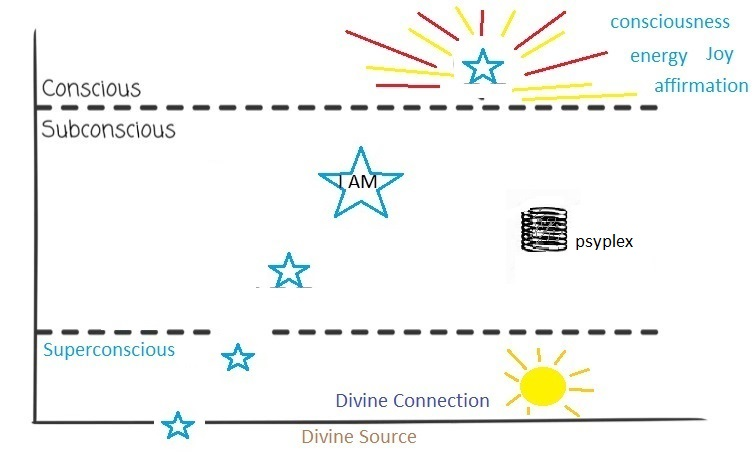 consciousness
energy Joy
affirmation
Conscious
Subconscious
I AM
psyplex
Superconscious
Divine Connection
Divine Source